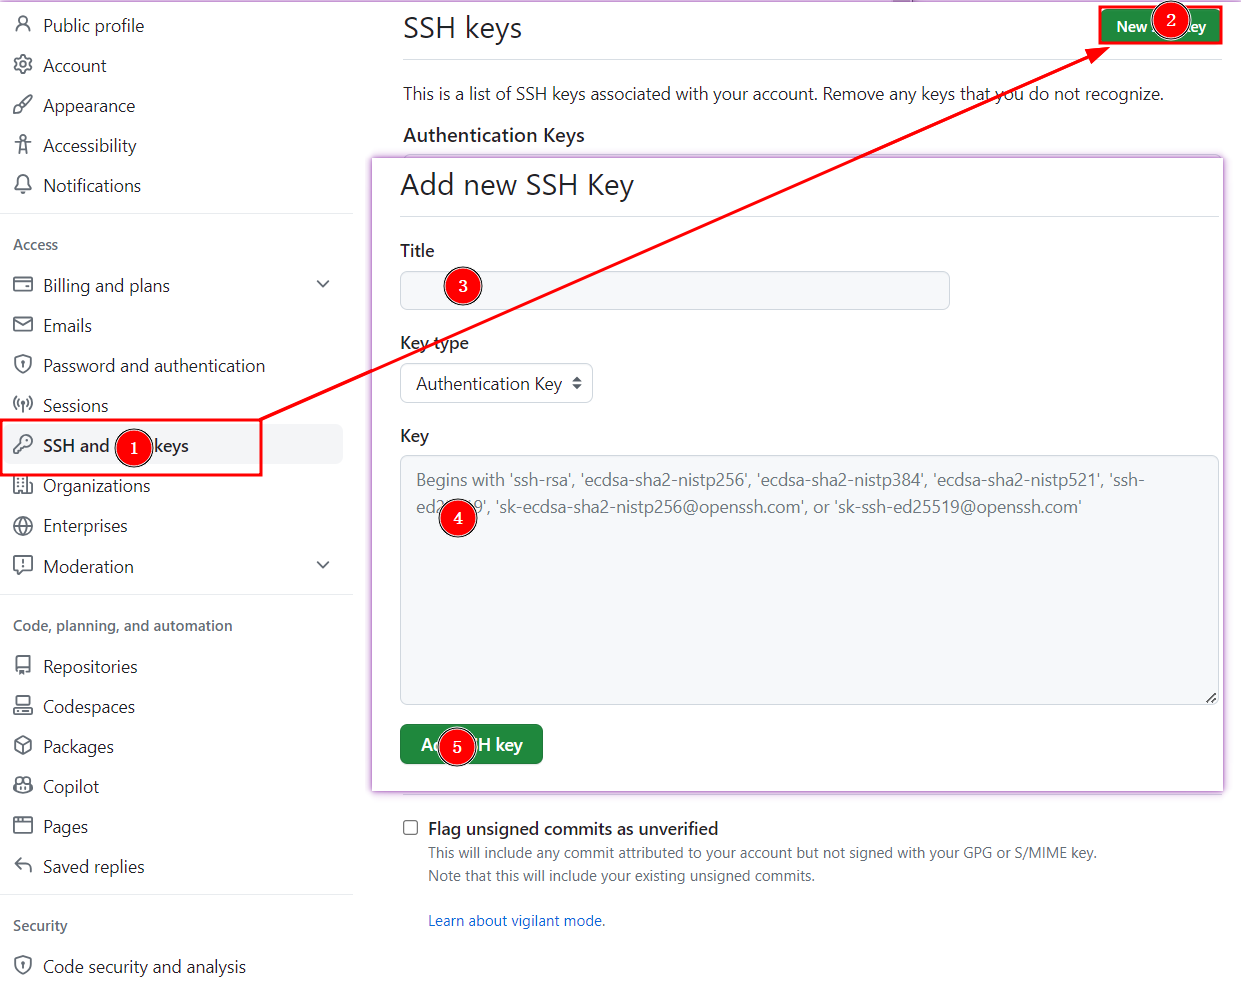 Public profile
Account
Appearance
Accessibility
Notifications
Access
Billing and plans
Emails
Password and authentication
Sessions
SSH and 1 keys
Organizations
Enterprises
Moderation
Code, planning, and automation
Repositories
Codespaces
Packages
Copilot
Pages
Saved replies
Security
Code security and analysis
SSH keys
New 2 ey
This is a list of SSH keys associated with your account. Remove any keys that you do not recognize.
Authentication Keys
Add new SSH Key
Title
3
Key type
Authentication Key
Key
Begins with 'ssh-rsa', 'ecdsa-sha2-nistp256', 'ecdsa-sha2-nistp384', 'ecdsa-sha2-nistp521', 'ssh-
4 'sk-ecdsa-sha2-nistp256@openssh.com', or 'sk-ssh-ed25519@openssh.com'
5 key
Flag unsigned commits as unverified
This will include any commit attributed to your account but not signed with your GPG or S/MIME key.
Note that this will include your existing unsigned commits.
Learn about vigilant mode.